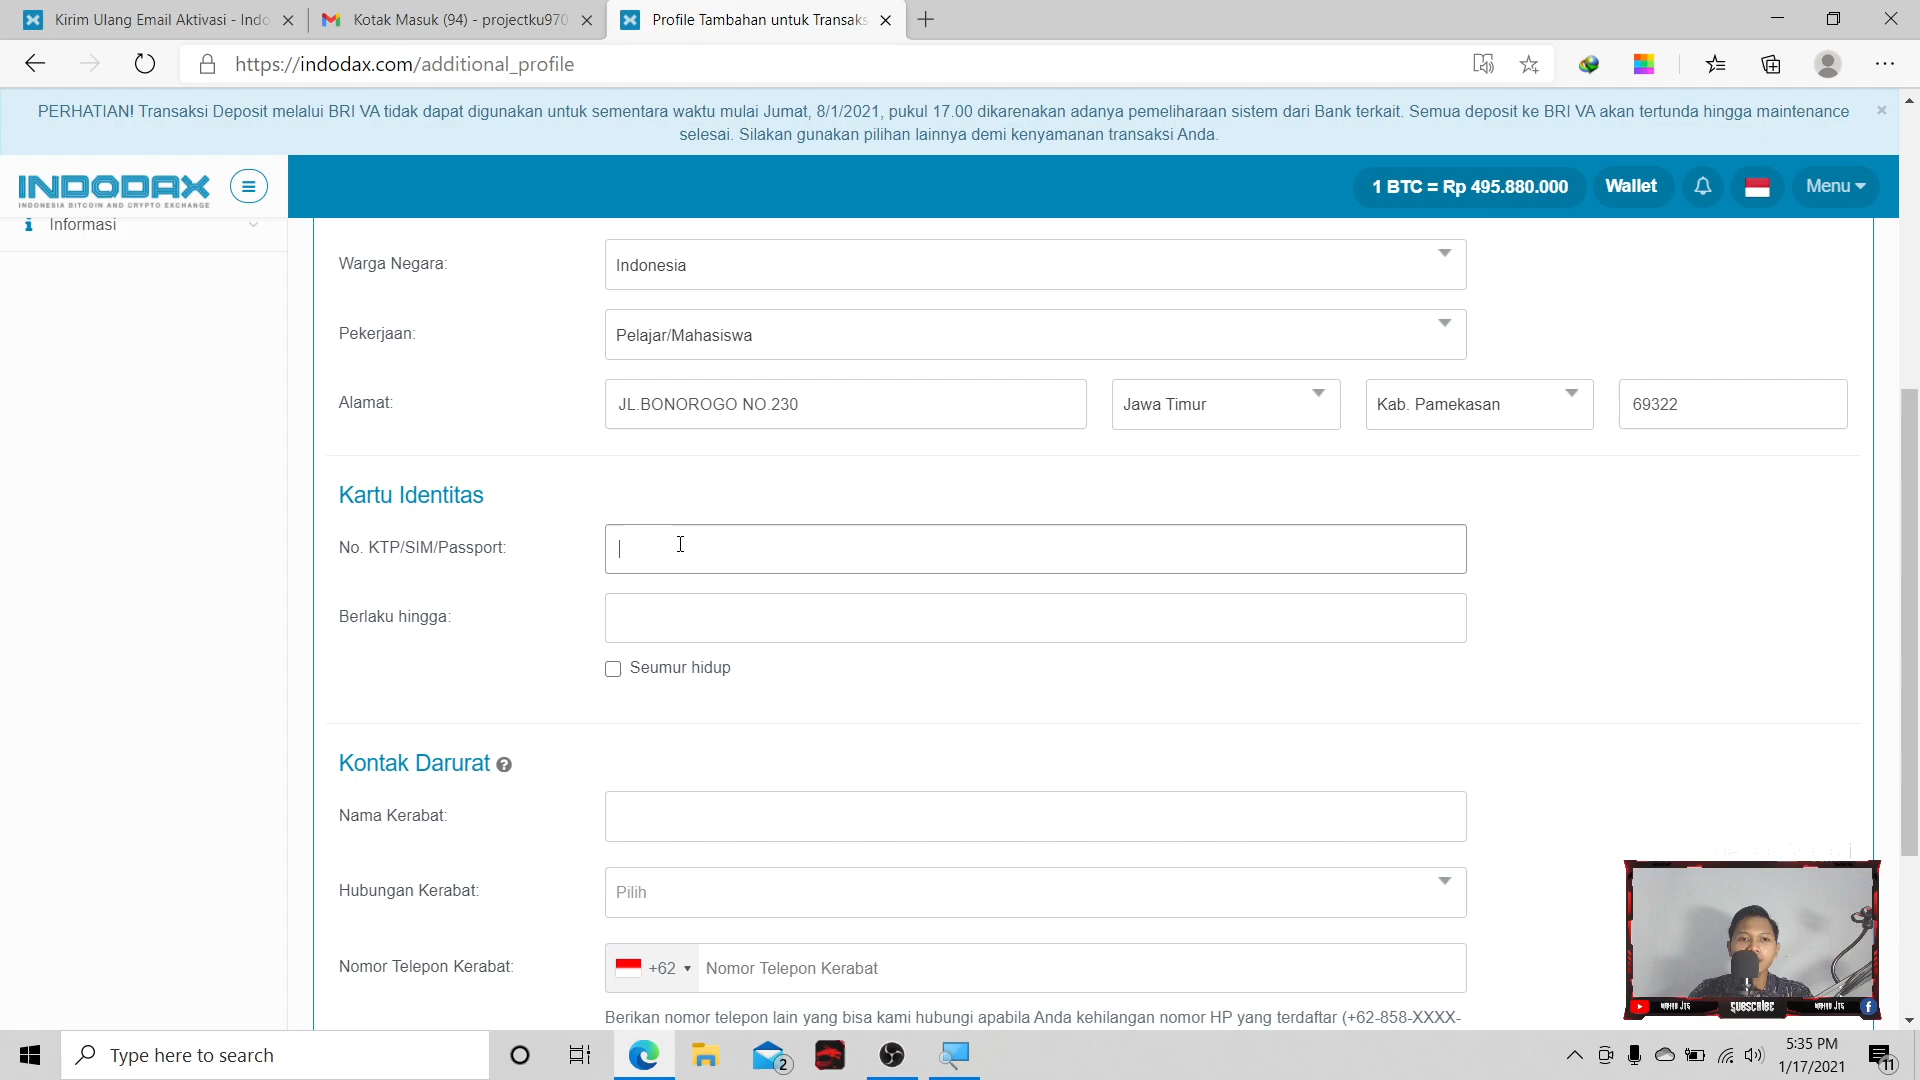 Kirim Ulang Email Aktivasi - Indo
Kotak Masuk (94) - projectku970
Profile Tambahan untuk Transaks
https://indodax.com/additional_profile
PERHATIAN! Transaksi Deposit melalui BRI VA tidak dapat digunakan untuk sementara waktu mulai Jumat, 8/1/2021, pukul 17.00 dikarenakan adanya pemeliharaan sistem dari Bank terkait. Semua deposit ke BRI VA akan tertunda hingga maintenance
selesai. Silakan gunakan pilihan lainnya demi kenyamanan transaksi Anda.
INDODAX
INDONESIA BITCOIN AND CRYPTO EXCHANGE
1 BTC = Rp 495.880.000
Wallet
Menu
Informasi
Warga Negara:
Indonesia
Pekerjaan:
Pelajar/Mahasiswa
Alamat:
JL.BONOROGO NO.230
Jawa Timur
Kab. Pamekasan
69322
Kartu Identitas
No. KTP/SIM/Passport:
Berlaku hingga:
Seumur hidup
Kontak Darurat
Nama Kerabat:
Hubungan Kerabat:
Pilih
Nomor Telepon Kerabat:
+62
Nomor Telepon Kerabat
Berikan nomor telepon lain yang bisa kami hubungi apabila Anda kehilangan nomor HP yang terdaftar (+62-858-XXXX-
SUBSCRIBE
Type here to search
2
5:35 PM
1/17/2021
11